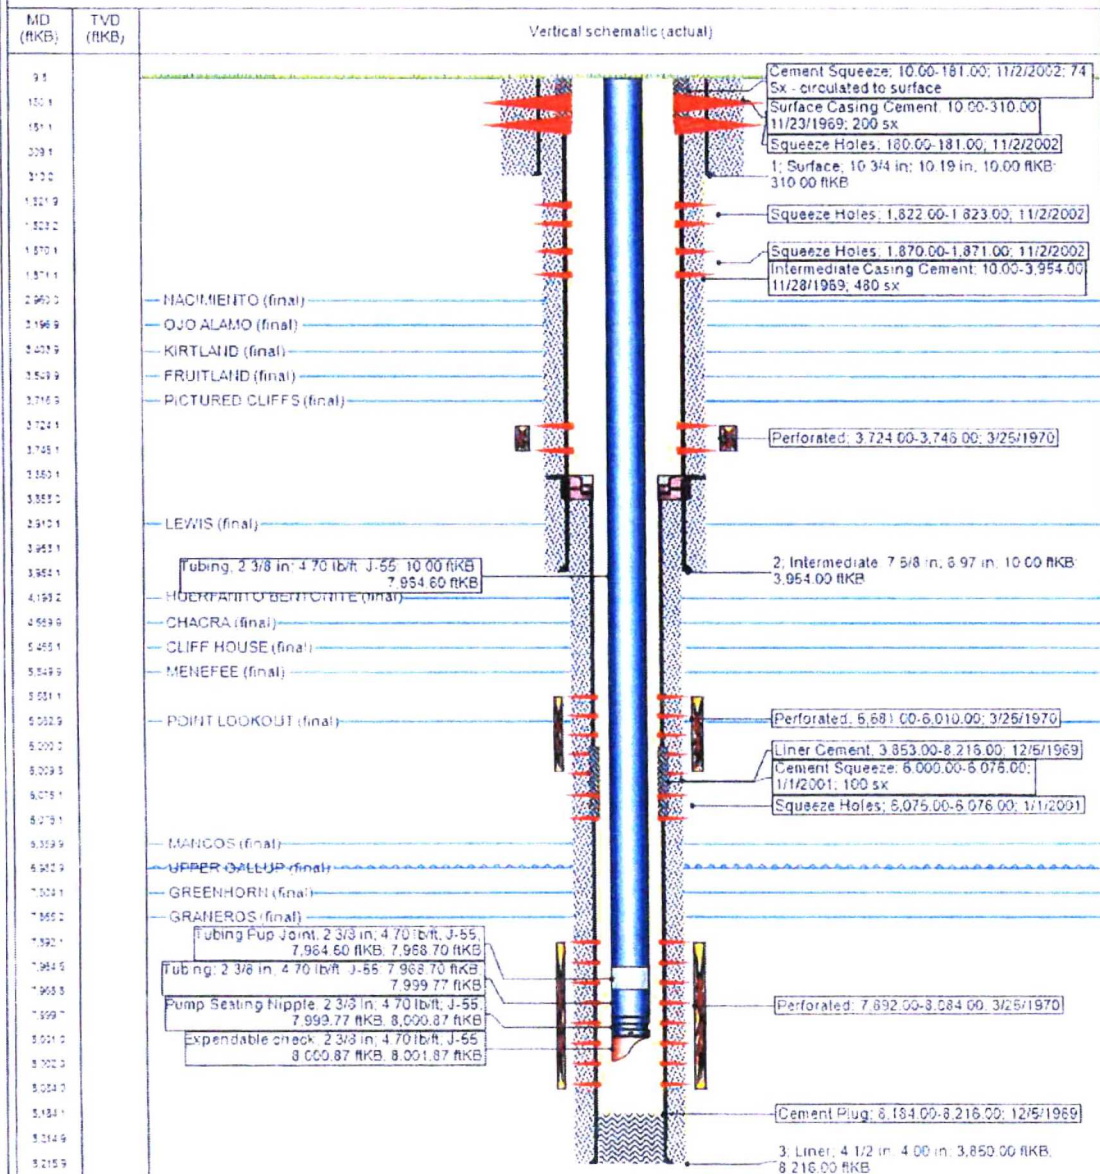 MD
(ftKB)
TVD
(ftKB)
Vertical schematic (actual)
Cement Squeeze; 10.00-181.00; 11/2/2002; 74
Sx - circulated to surface
Surface Casing Cement; 10.00-310.00
11/23/1969; 200 sx
Squeeze Holes; 180.00-181.00; 11/2/2002
1; Surface; 10 3/4 in; 10.19 in; 10.00 ftKB;
310.00 ftKB
Squeeze Holes; 1,822.00-1,823.00; 11/2/2002
Squeeze Holes; 1,870.00-1,871.00; 11/2/2002
Intermediate Casing Cement; 10.00-3,954.00
11/28/1969; 480 sx
NACIMIENTO (final)
OJO ALAMO (final)
KIRTLAND (final)
FRUITLAND (final)
PICTURED CLIFFS (final)
Perforated; 3,724.00-3,746.00; 3/25/1970
LEWIS (final)
Tubing; 2 3/8 in; 4.70 lb/ft; J-55; 10.00 ftKB
7,964.60 ftKB
2; Intermediate; 7 5/8 in; 6.97 in; 10.00 ftKB;
3,954.00 ftKB
HUERFANITO BENTONITE (final)
CHACRA (final)
CLIFF HOUSE (final)
MENEFEE (final)
POINT LOOKOUT (final)
Perforated; 5,681.00-6,010.00; 3/25/1970
Liner Cement; 3,853.00-8,216.00; 12/5/1969
Cement Squeeze; 6,000.00-6,076.00;
1/1/2001; 100 sx
Squeeze Holes; 6,075.00-6,076.00; 1/1/2001
MANCOS (final)
UPPER GALLUP (final)
GREENHORN (final)
GRANEROS (final)
Tubing Pup Joint; 2 3/8 in; 4.70 lb/ft; J-55;
7,964.60 ftKB; 7,968.70 ftKB
Tubing; 2 3/8 in; 4.70 lb/ft; J-55; 7,968.70 ftKB;
7,999.77 ftKB
Pump Seating Nipple; 2 3/8 in; 4.70 lb/ft; J-55;
7,999.77 ftKB; 8,000.87 ftKB
Expendable check; 2 3/8 in; 4.70 lb/ft; J-55
8,000.87 ftKB; 8,001.87 ftKB
Perforated; 7,892.00-8,084.00; 3/25/1970
Cement Plug; 8,184.00-8,216.00; 12/5/1969
3; Liner; 4 1/2 in; 4.00 in; 3,850.00 ftKB;
8,216.00 ftKB